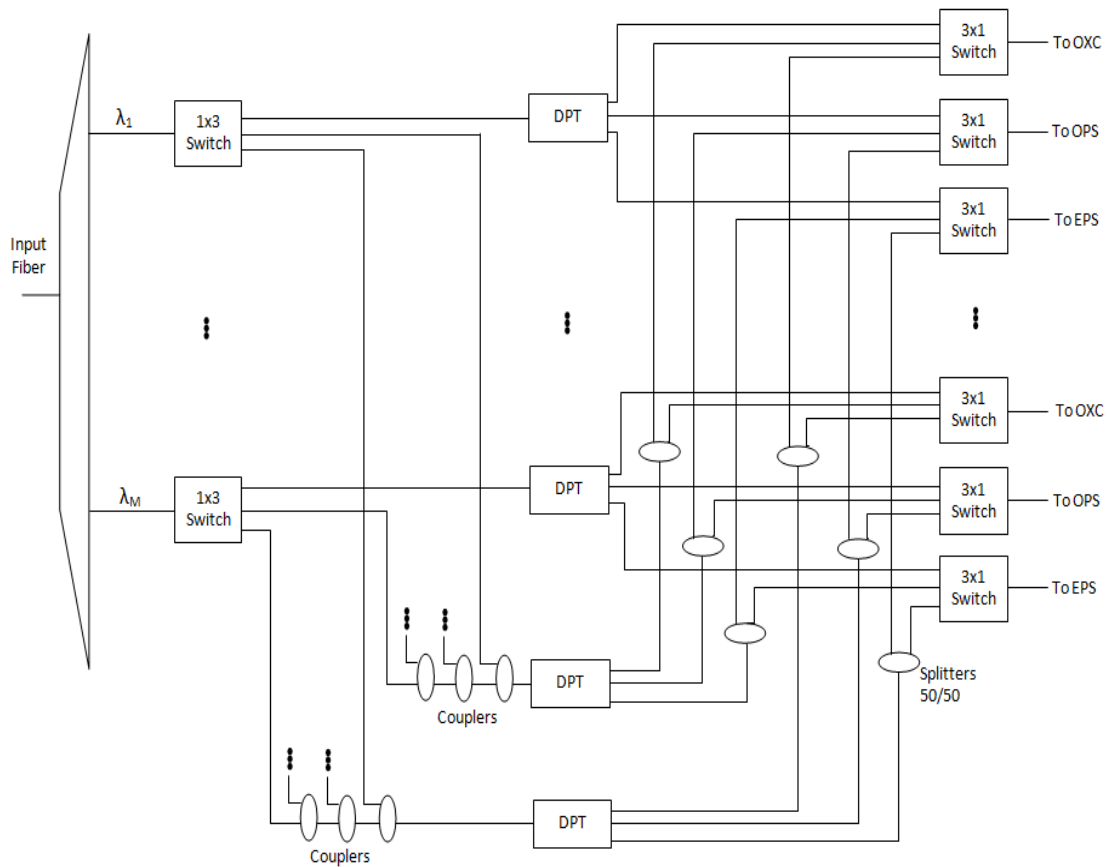 3x1
Switch
To OXC
λ1
1x3
Switch
DPT
3x1
Switch
To OPS
3x1
Switch
To EPS
Input
Fiber
3x1
Switch
To OXC
λM
1x3
Switch
DPT
3x1
Switch
To OPS
3x1
Switch
To EPS
DPT
Splitters
50/50
Couplers
DPT
Couplers